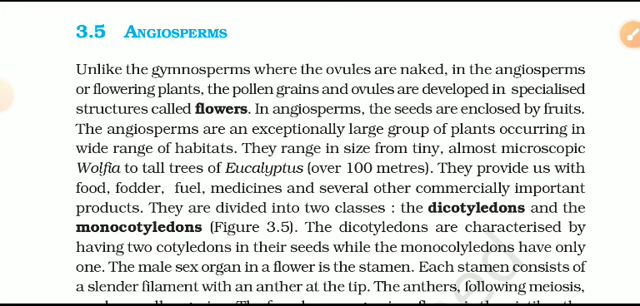 3.5 ANGIOSPERMS
Unlike the gymnosperms where the ovules are naked, in the angiosperms
or flowering plants, the pollen grains and ovules are developed in specialised
structures called flowers. In angiosperms, the seeds are enclosed by fruits.
The angiosperms are an exceptionally large group of plants occurring in
wide range of habitats. They range in size from tiny, almost microscopic
Wolfia to tall trees of Eucalyptus (over 100 metres). They provide us with
food, fodder, fuel, medicines and several other commercially important
products. They are divided into two classes : the dicotyledons and the
monocotyledons (Figure 3.5). The dicotyledons are characterised by
having two cotyledons in their seeds while the monocolyledons have only
one. The male sex organ in a flower is the stamen. Each stamen consists of
a slender filament with an anther at the tip. The anthers, following meiosis,